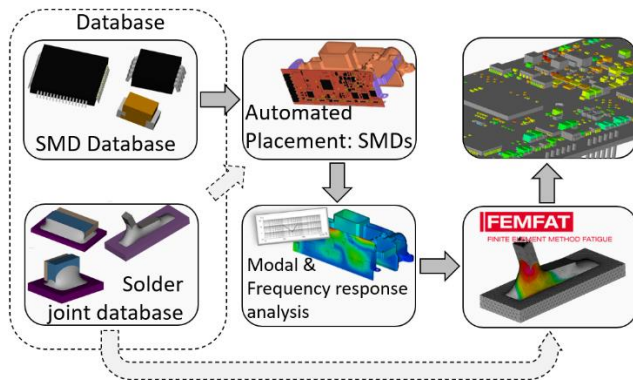 Database
SMD Database
Automated
Placement: SMDs
Solder
joint database
Modal &
Frequency response
analysis
FEMFAT
FINITE ELEMENT METHOD FATIGUE